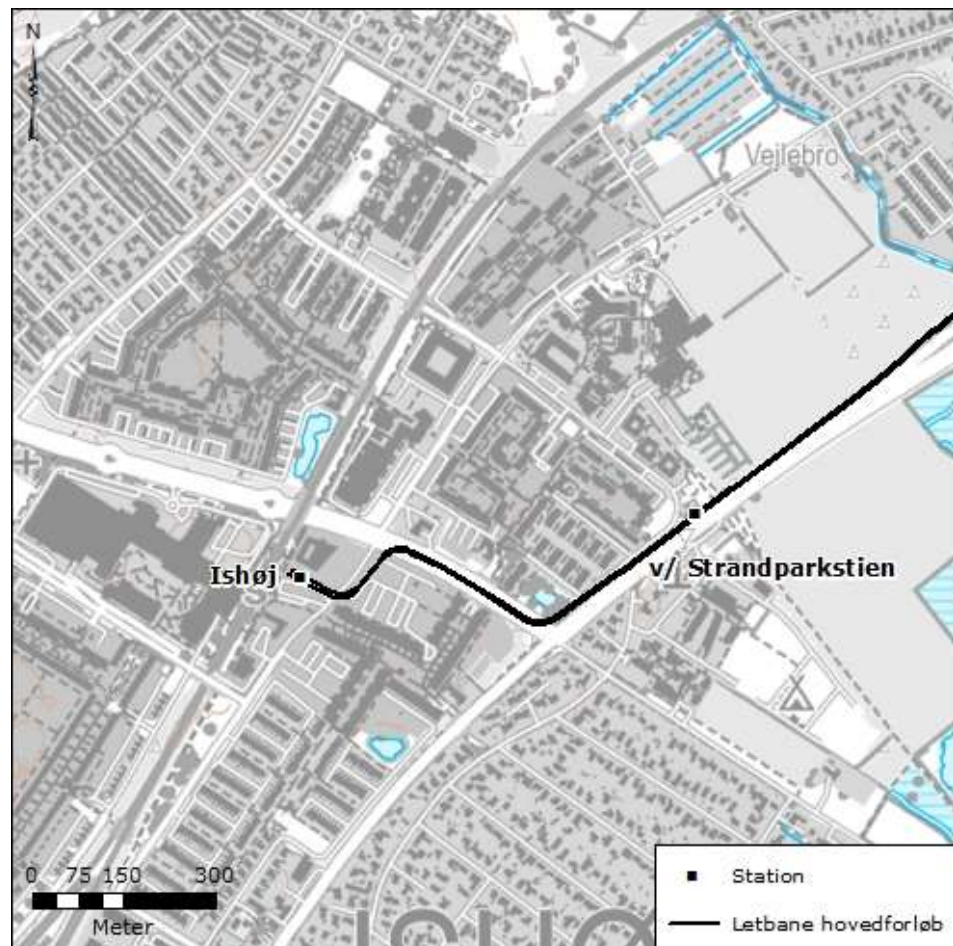 N
Vejlebro
Ishøj
v/ Strandparkstien
0 75 150 300
Meter
Station
Letbane hovedforløb